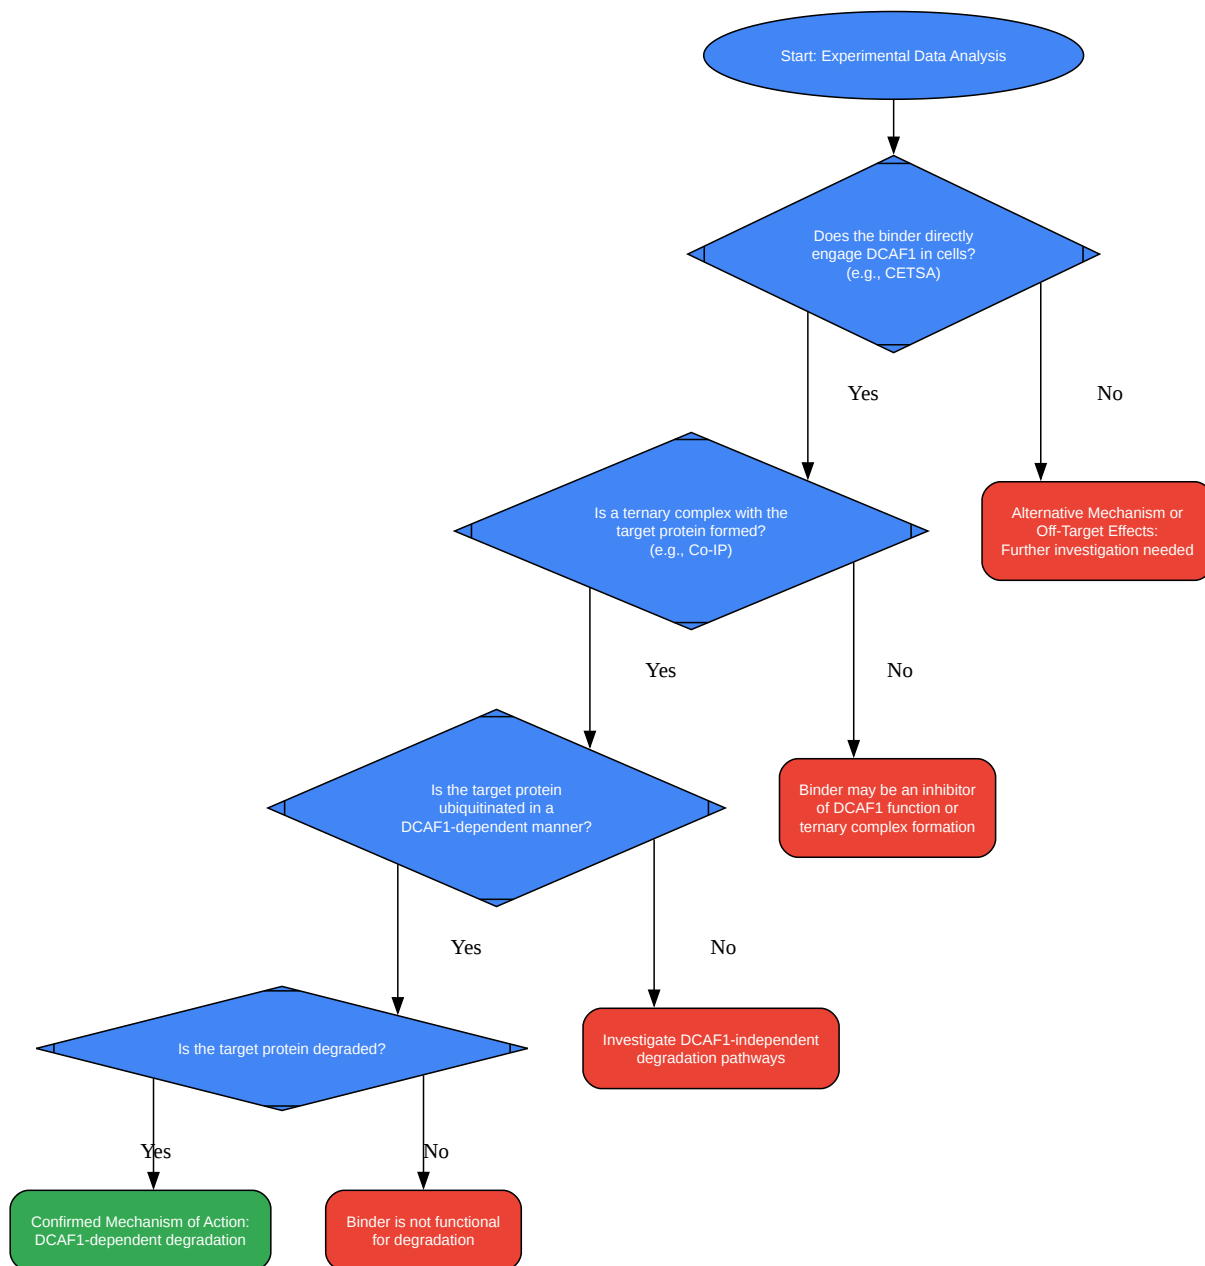 Start: Experimental Data Analysis
Does the binder directly
engage DCAF1 in cells?
(e.g., CETSA)
Yes
No
Is a ternary complex with the
target protein formed?
(e.g., Co-IP)
Alternative Mechanism or
Off-Target Effects:
Further investigation needed
Yes
No
Is the target protein
ubiquitinated in a
DCAF1-dependent manner?
Binder may be an inhibitor
of DCAF1 function or
ternary complex formation
Yes
No
Is the target protein degraded?
Investigate DCAF1-independent
degradation pathways
Yes
No
Confirmed Mechanism of Action:
DCAF1-dependent degradation
Binder is not functional
for degradation